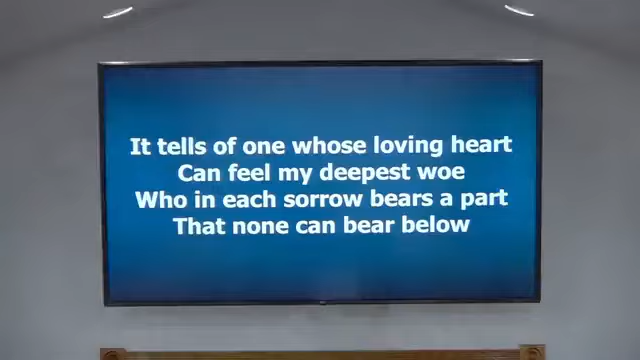 It tells of one whose loving heart
Can feel my deepest woe
Who in each sorrow bears a part
That none can bear below